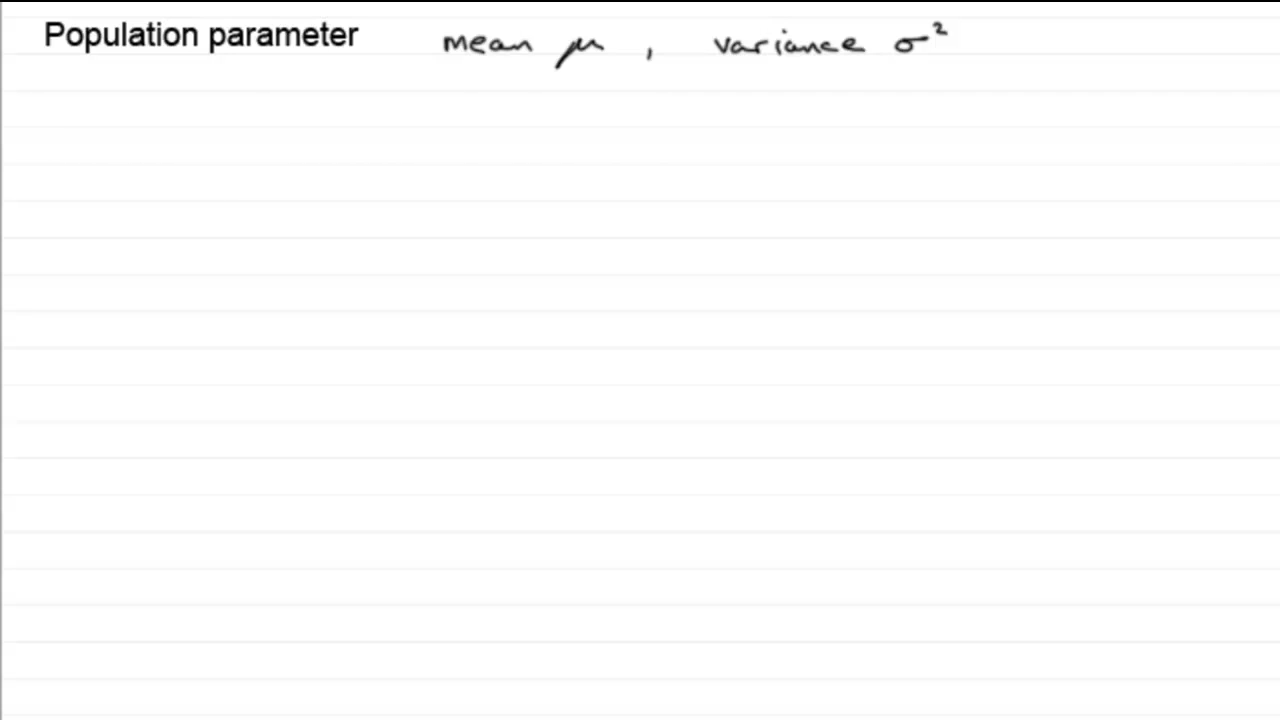 Population parameter mean μ , variance σ²